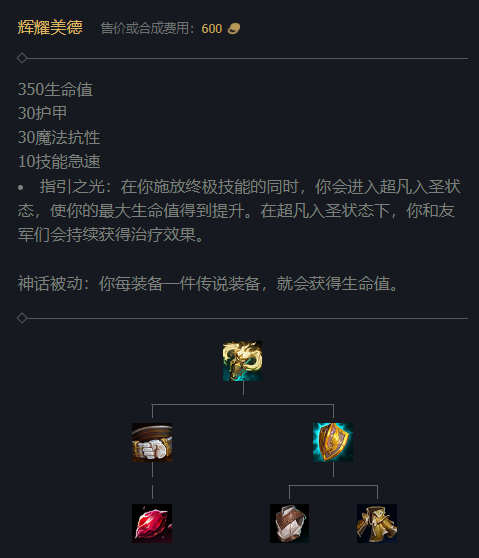 辉耀美德 售价或合成费用：600
350生命值
30护甲
30魔法抗性
10技能急速
• 指引之光：在你施放终极技能的同时，你会进入超凡入圣状
态，使你的最大生命值得到提升。在超凡入圣状态下，你和友
军们会持续获得治疗效果。
神话被动：你每装备一件传说装备，就会获得生命值。